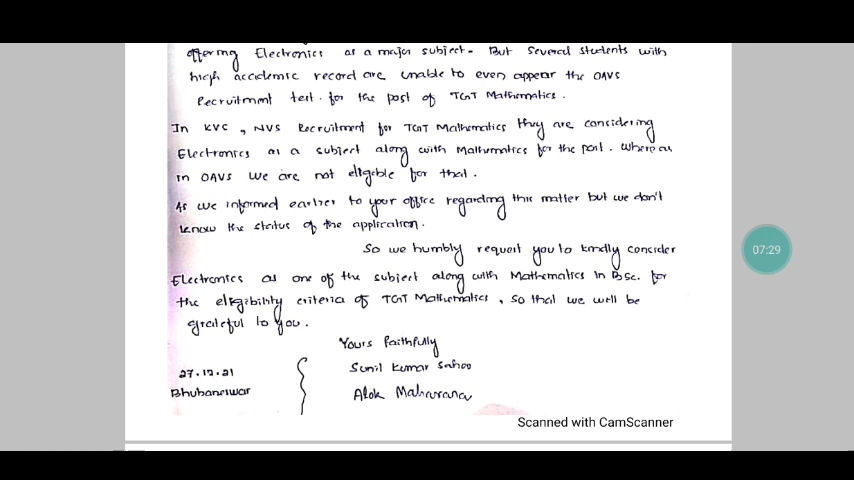 offering Electronics as a major subject. But several students with
high academic record are unable to even appear the OAVS
Recruitment test for the post of TGT Mathematics.
In KVS, NVS Recruitment for TGT Mathematics they are considering
Electronics as a subject along with Mathematics for the post. Whereas
in OAVS we are not eligible for that.
As we informed earlier to your office regarding this matter but we don't
know the status of the application.
So we humbly request you to kindly consider
Electronics as one of the subject along with Mathematics in BSc. for
the eligibility criteria of TGT Mathematics, so that we will be
grateful to you.
Yours faithfully
27.12.21
Sunil Kumar Sahoo
Bhubaneswar
Alok Maharana
Scanned with CamScanner
07:29